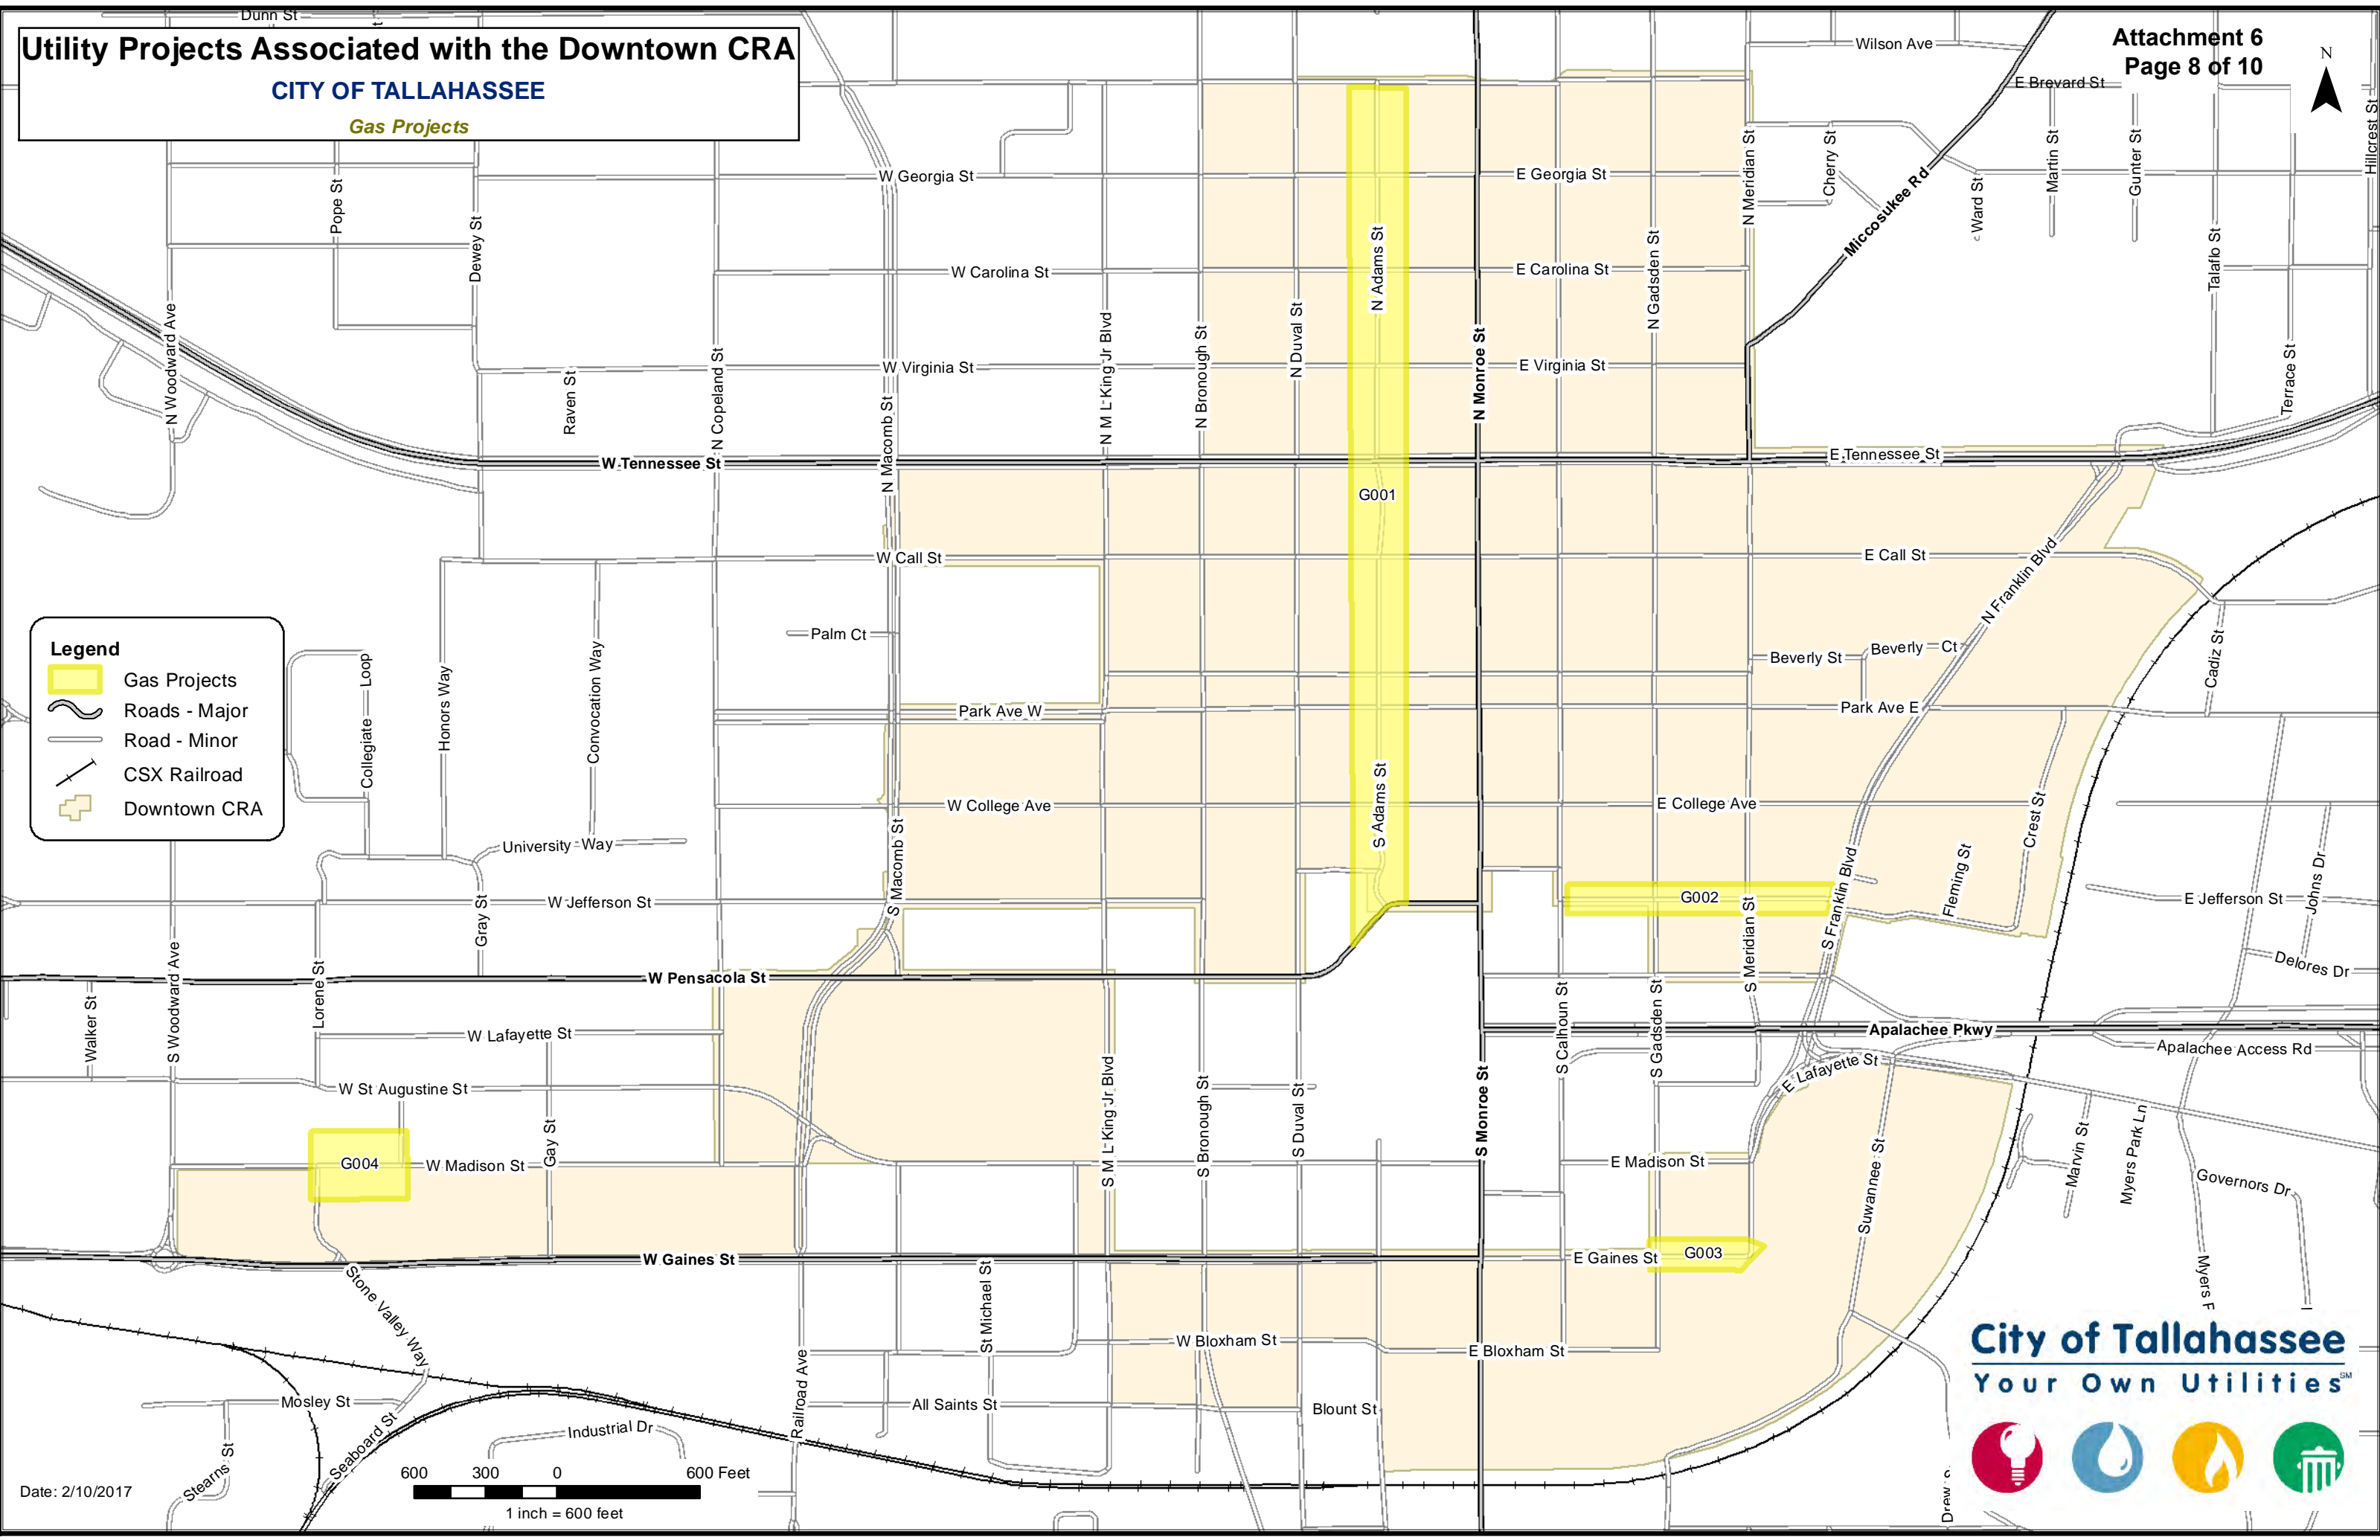 Dunn St
Utility Projects Associated with the Downtown CRA
CITY OF TALLAHASSEE
Gas Projects
Attachment 6
Page 8 of 10
N
Wilson Ave
E Brevard St
Hillcrest St
N Meridian St
Cherry St
Martin St
Gunter St
Pope St
W Georgia St
E Georgia St
Miccosukee Rd
Ward St
Dewey St
N Adams St
N Gadsden St
Talaflo St
W Carolina St
E Carolina St
N Woodward Ave
N M L King Jr Blvd
N Bronough St
N Duval St
N Monroe St
Terrace St
Raven St
N Copeland St
W Virginia St
E Virginia St
N Macomb St
W Tennessee St
E Tennessee St
G001
W Call St
E Call St
N Franklin Blvd
Palm Ct
Beverly St
Beverly Ct
Cadiz St
Legend
Gas Projects
Roads - Major
Road - Minor
CSX Railroad
Downtown CRA
Collegiate Loop
Honors Way
Convocation Way
Park Ave W
Park Ave E
S Adams St
W College Ave
E College Ave
Crest St
University Way
S Macomb St
S Franklin Blvd
Fleming St
Johns Dr
W Jefferson St
G002
E Jefferson St
Gray St
S Meridian St
Delores Dr
S Woodward Ave
Lorene St
W Pensacola St
Walker St
W Lafayette St
S Calhoun St
S Gadsden St
Apalachee Pkwy
Apalachee Access Rd
E Lafayette St
W St Augustine St
Gay St
S M L King Jr Blvd
S Bronough St
S Duval St
S Monroe St
Suwannee St
Marvin St
Myers Park Ln
Governors Dr
G004
W Madison St
E Madison St
W Gaines St
E Gaines St
G003
Myers F
Stone Valley Way
St Michael St
W Bloxham St
E Bloxham St
Railroad Ave
Mosley St
All Saints St
Blount St
Seaboard St
Industrial Dr
Stearns St
Drew S
City of Tallahassee
Your Own Utilities SM
600 300 0 600 Feet
1 inch = 600 feet
Date: 2/10/2017